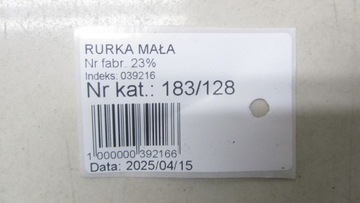 RURKA MAŁA
Nr fabr. 23%
Indeks: 039216
Nr kat.: 183/128
1 000000 392166
Data: 2025/04/15